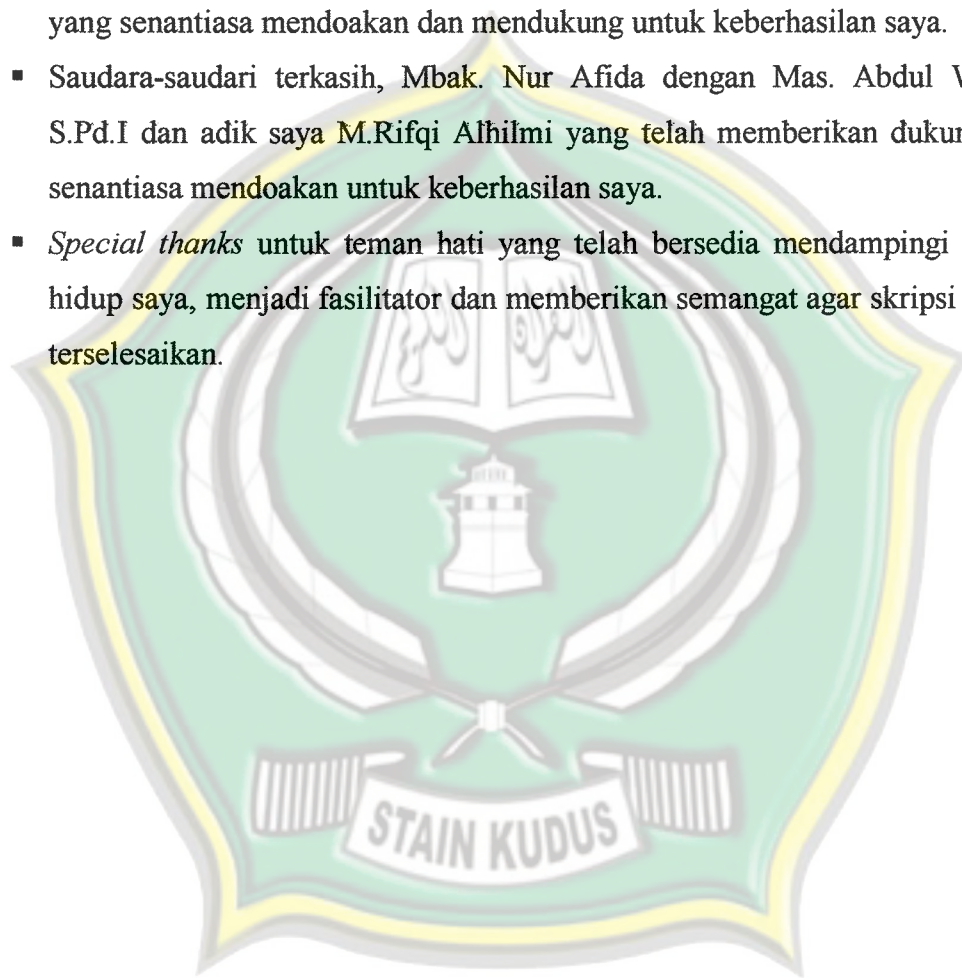 yang senantiasa mendoakan dan mendukung untuk keberhasilan saya.
▪ Saudara-saudari terkasih, Mbak. Nur Afida dengan Mas. Abdul
S.Pd.I dan adik saya M.Rifqi Alhilmi yang telah memberikan
senantiasa mendoakan untuk keberhasilan saya.
▪ Special thanks untuk teman hati yang telah bersedia mendampingi
hidup saya, menjadi fasilitator dan memberikan semangat agar skripsi
terselesaikan.
STAIN KUDUS